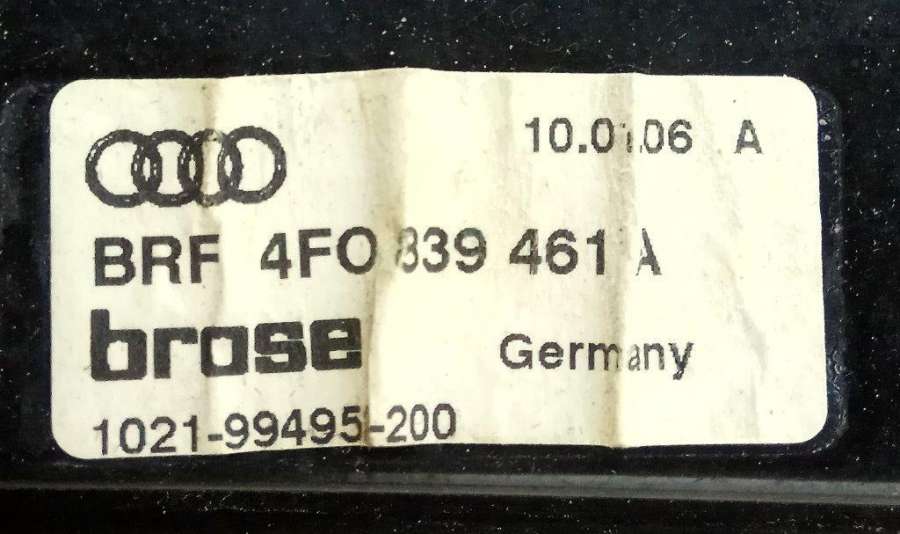 10.01.06 A
BRF 4F0 839 461 A
brose Germany
1021-99495-200